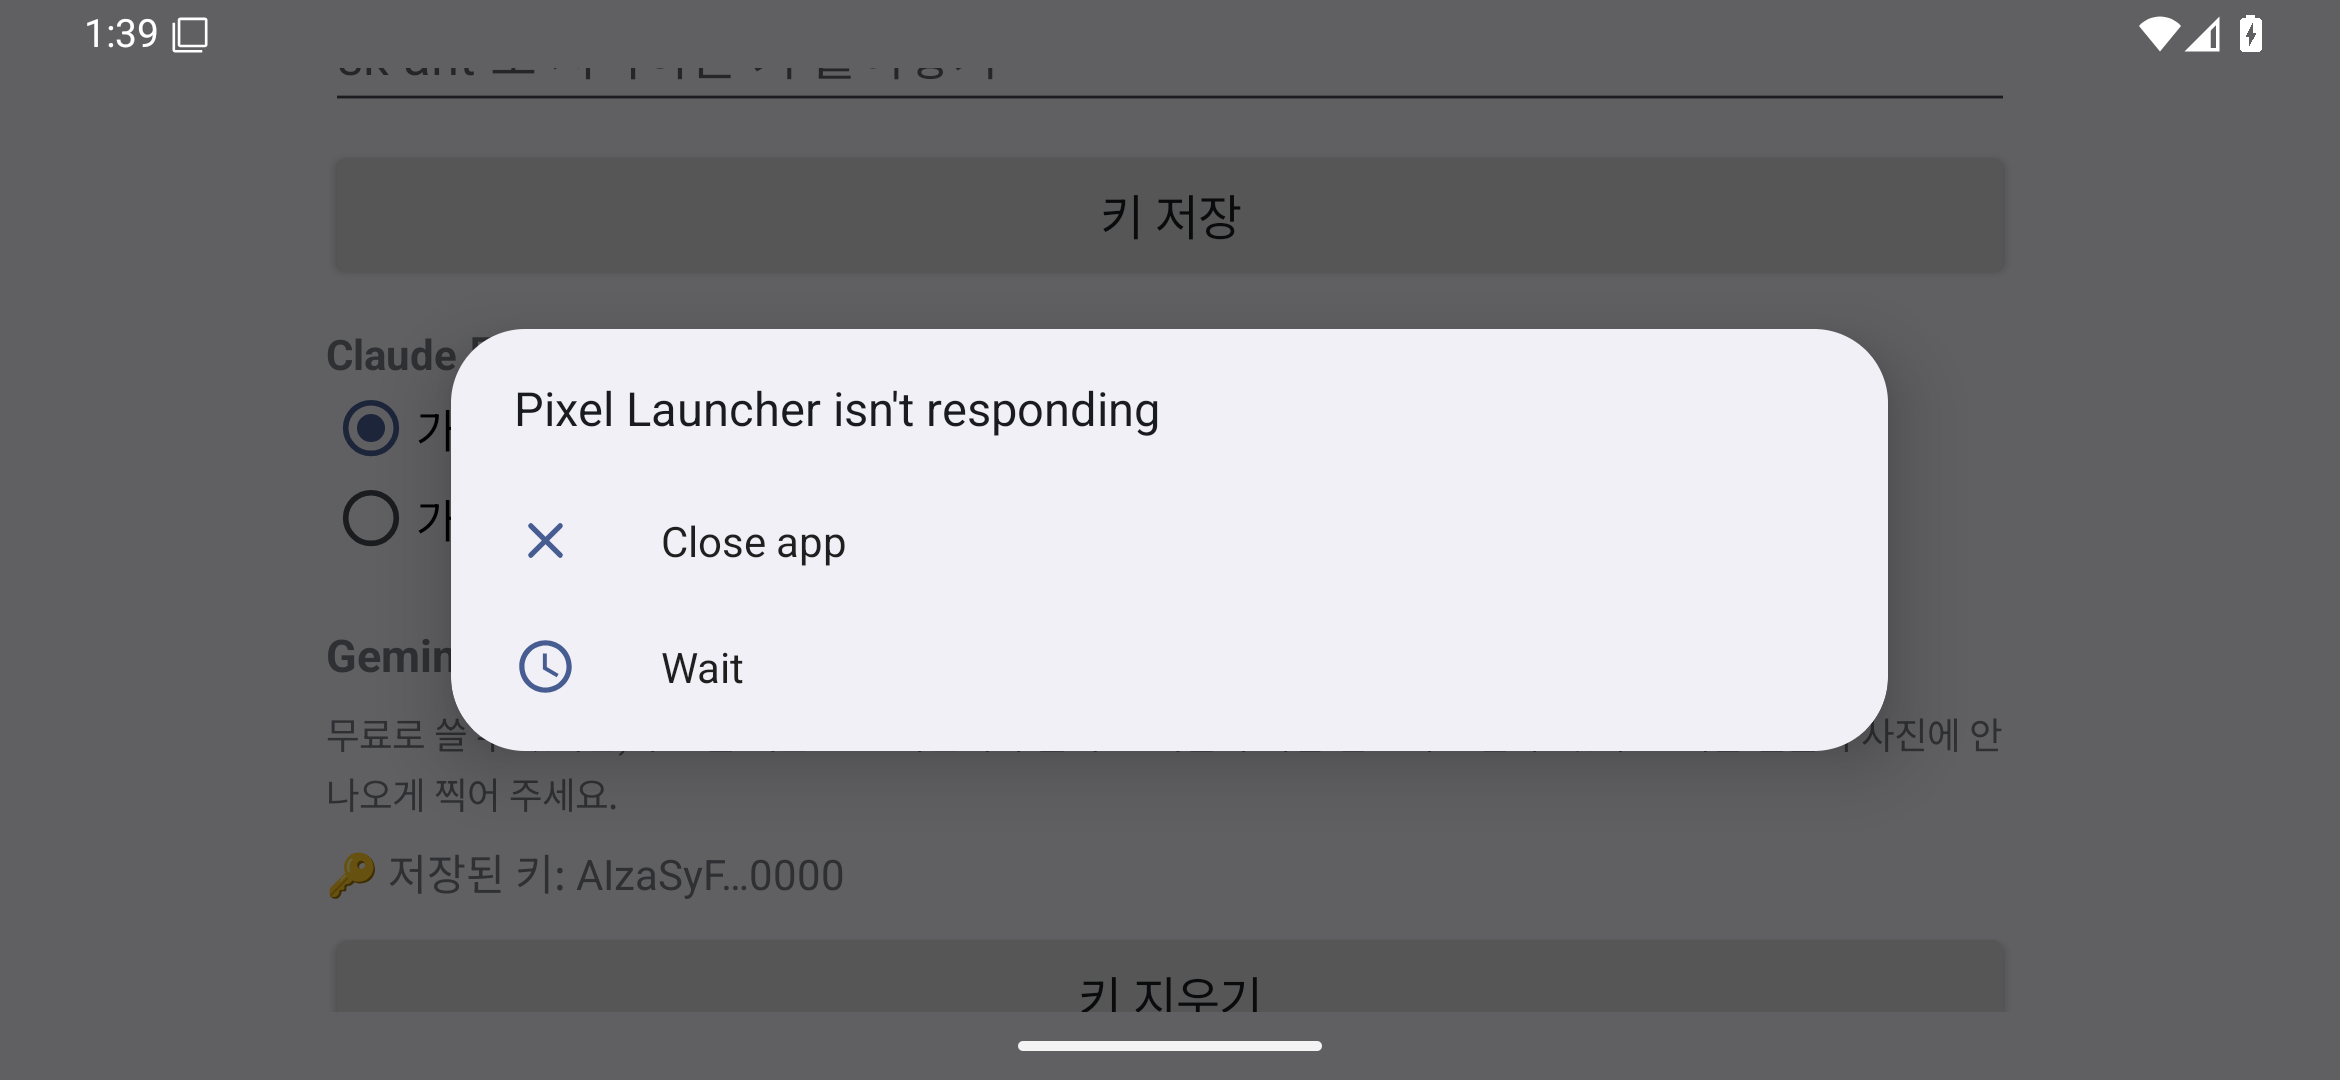 1:39
키 저장
Claude
Pixel Launcher isn't responding
Close app
Wait
무료로 쓸
사진에 안
나오게 찍어 주세요.
🔑 저장된 키: AIzaSyF...0000
키 지우기